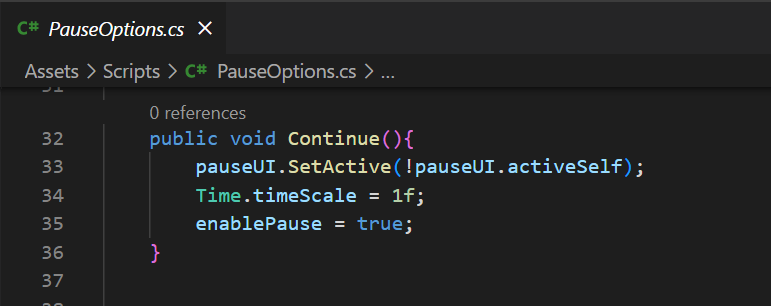 C# PauseOptions.cs ×
Assets > Scripts > C# PauseOptions.cs > ...
31
0 references
32 public void Continue(){
33 pauseUI.SetActive(!pauseUI.activeSelf);
34 Time.timeScale = 1f;
35 enablePause = true;
36 }
37